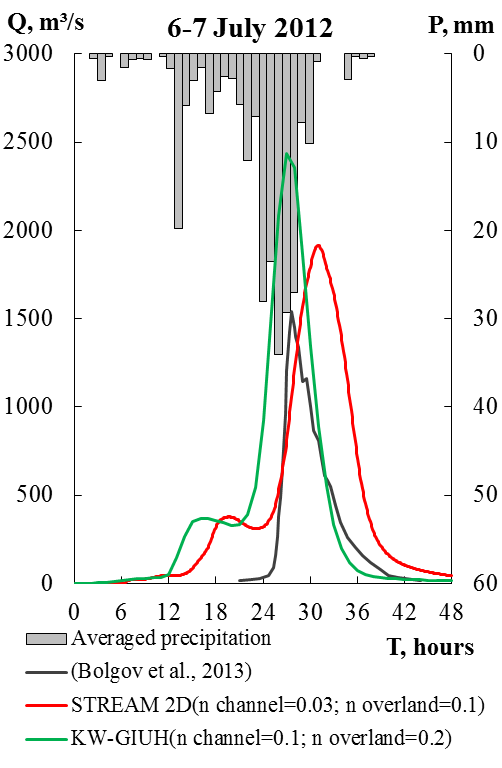 Q, m³/s 6-7 July 2012 P, mm
3000 0
2500 10
2000 20
1500 30
1000 40
500 50
0 60
0 6 12 18 24 30 36 42 48
Averaged precipitation
T, hours
(Bolgov et al., 2013)
STREAM 2D(n channel=0.03; n overland=0.1)
KW-GIUH(n channel=0.1; n overland=0.2)